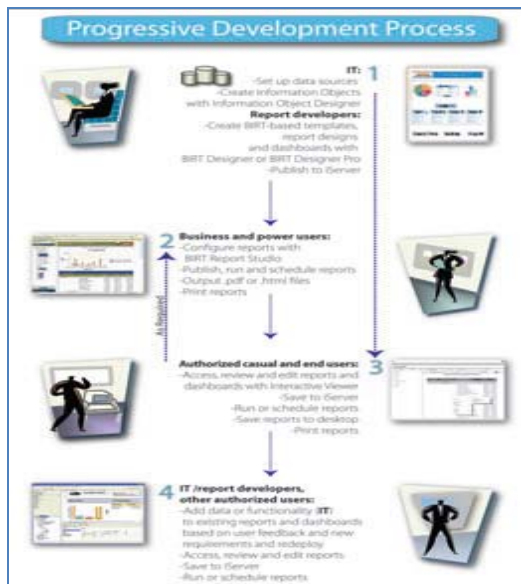 Progressive Development Process
IT: 1
-Set up data sources
-Create Information Objects
with Information Object Designer
Report developers:
-Create BIRT-based templates,
report designs
and dashboards with
BIRT Designer or BIRT Designer Pro
-Publish to iServer
2 Business and power users:
-Configure reports with
BIRT Report Studio
-Publish, run and schedule reports
-Output .pdf or .html files
-Print reports
As Required
Authorized casual and end users: 3
-Access, review and edit reports and
dashboards with Interactive Viewer
-Save to iServer
-Run or schedule reports
-Save reports to desktop
-Print reports
4 IT /report developers,
other authorized users:
-Add data or functionality (IT)
to existing reports and dashboards
based on user feedback and new
requirements and redeploy
-Access, review and edit reports.
-Save to iServer
-Run or schedule reports